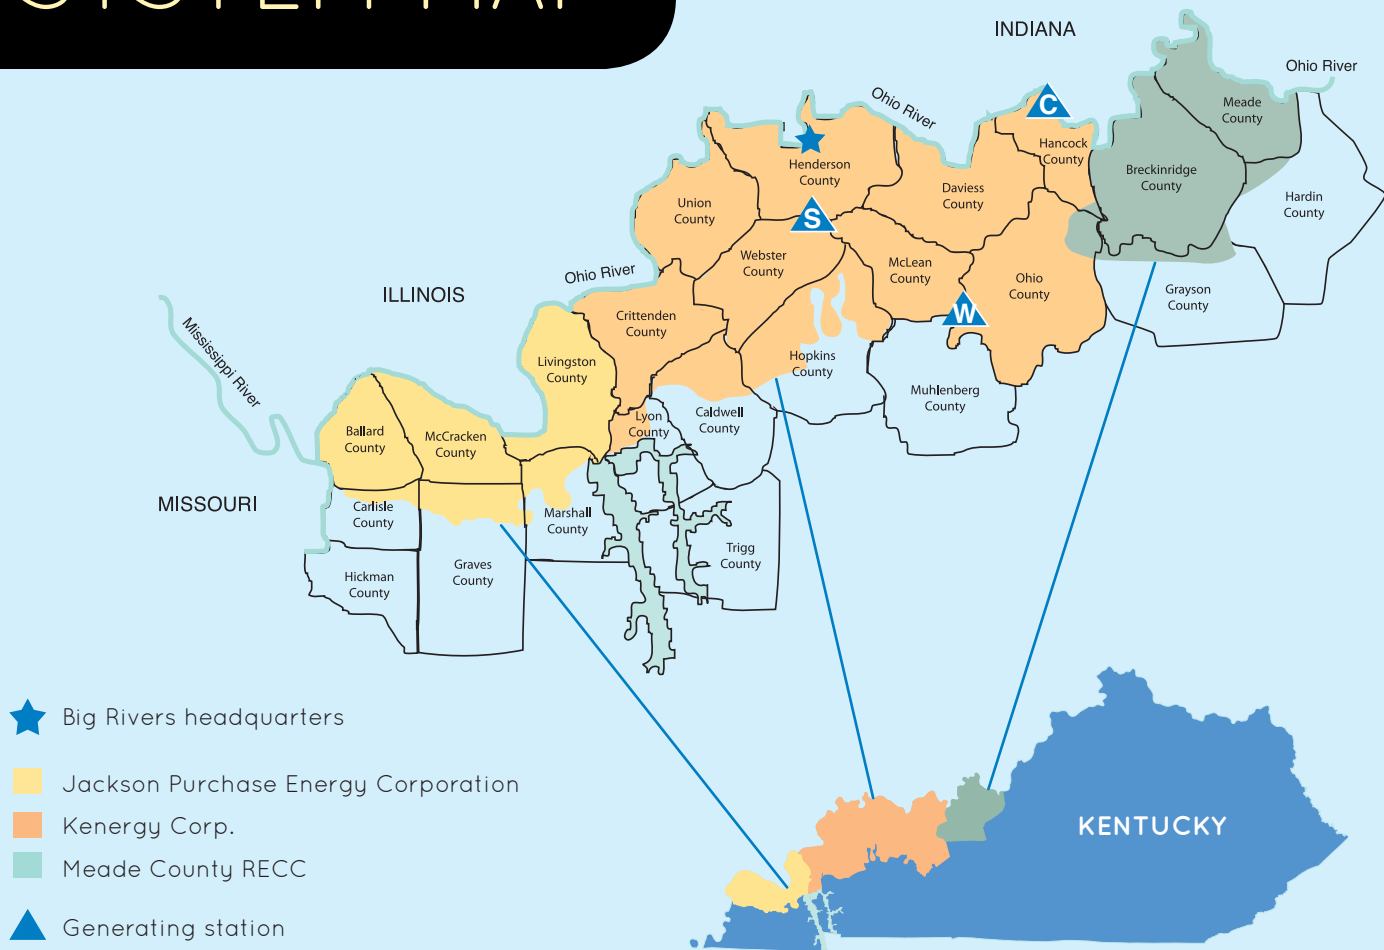 SYSTEM MAP
INDIANA
Ohio River
Ohio River
Meade
County
Hancock
County
Henderson
County
Breckinridge
County
Daviess
County
Hardin
County
Union
County
Webster
County
McLean
County
Ohio
County
Grayson
County
Ohio River
ILLINOIS
Mississippi River
Crittenden
County
Livingston
County
Hopkins
County
Muhlenberg
County
Lyon
County
Caldwell
County
Ballard
County
McCracken
County
MISSOURI
Carlisle
County
Marshall
County
Trigg
County
Graves
County
Hickman
County
C
S
W
Big Rivers headquarters
Jackson Purchase Energy Corporation
Kenergy Corp.
Meade County RECC
Generating station
KENTUCKY